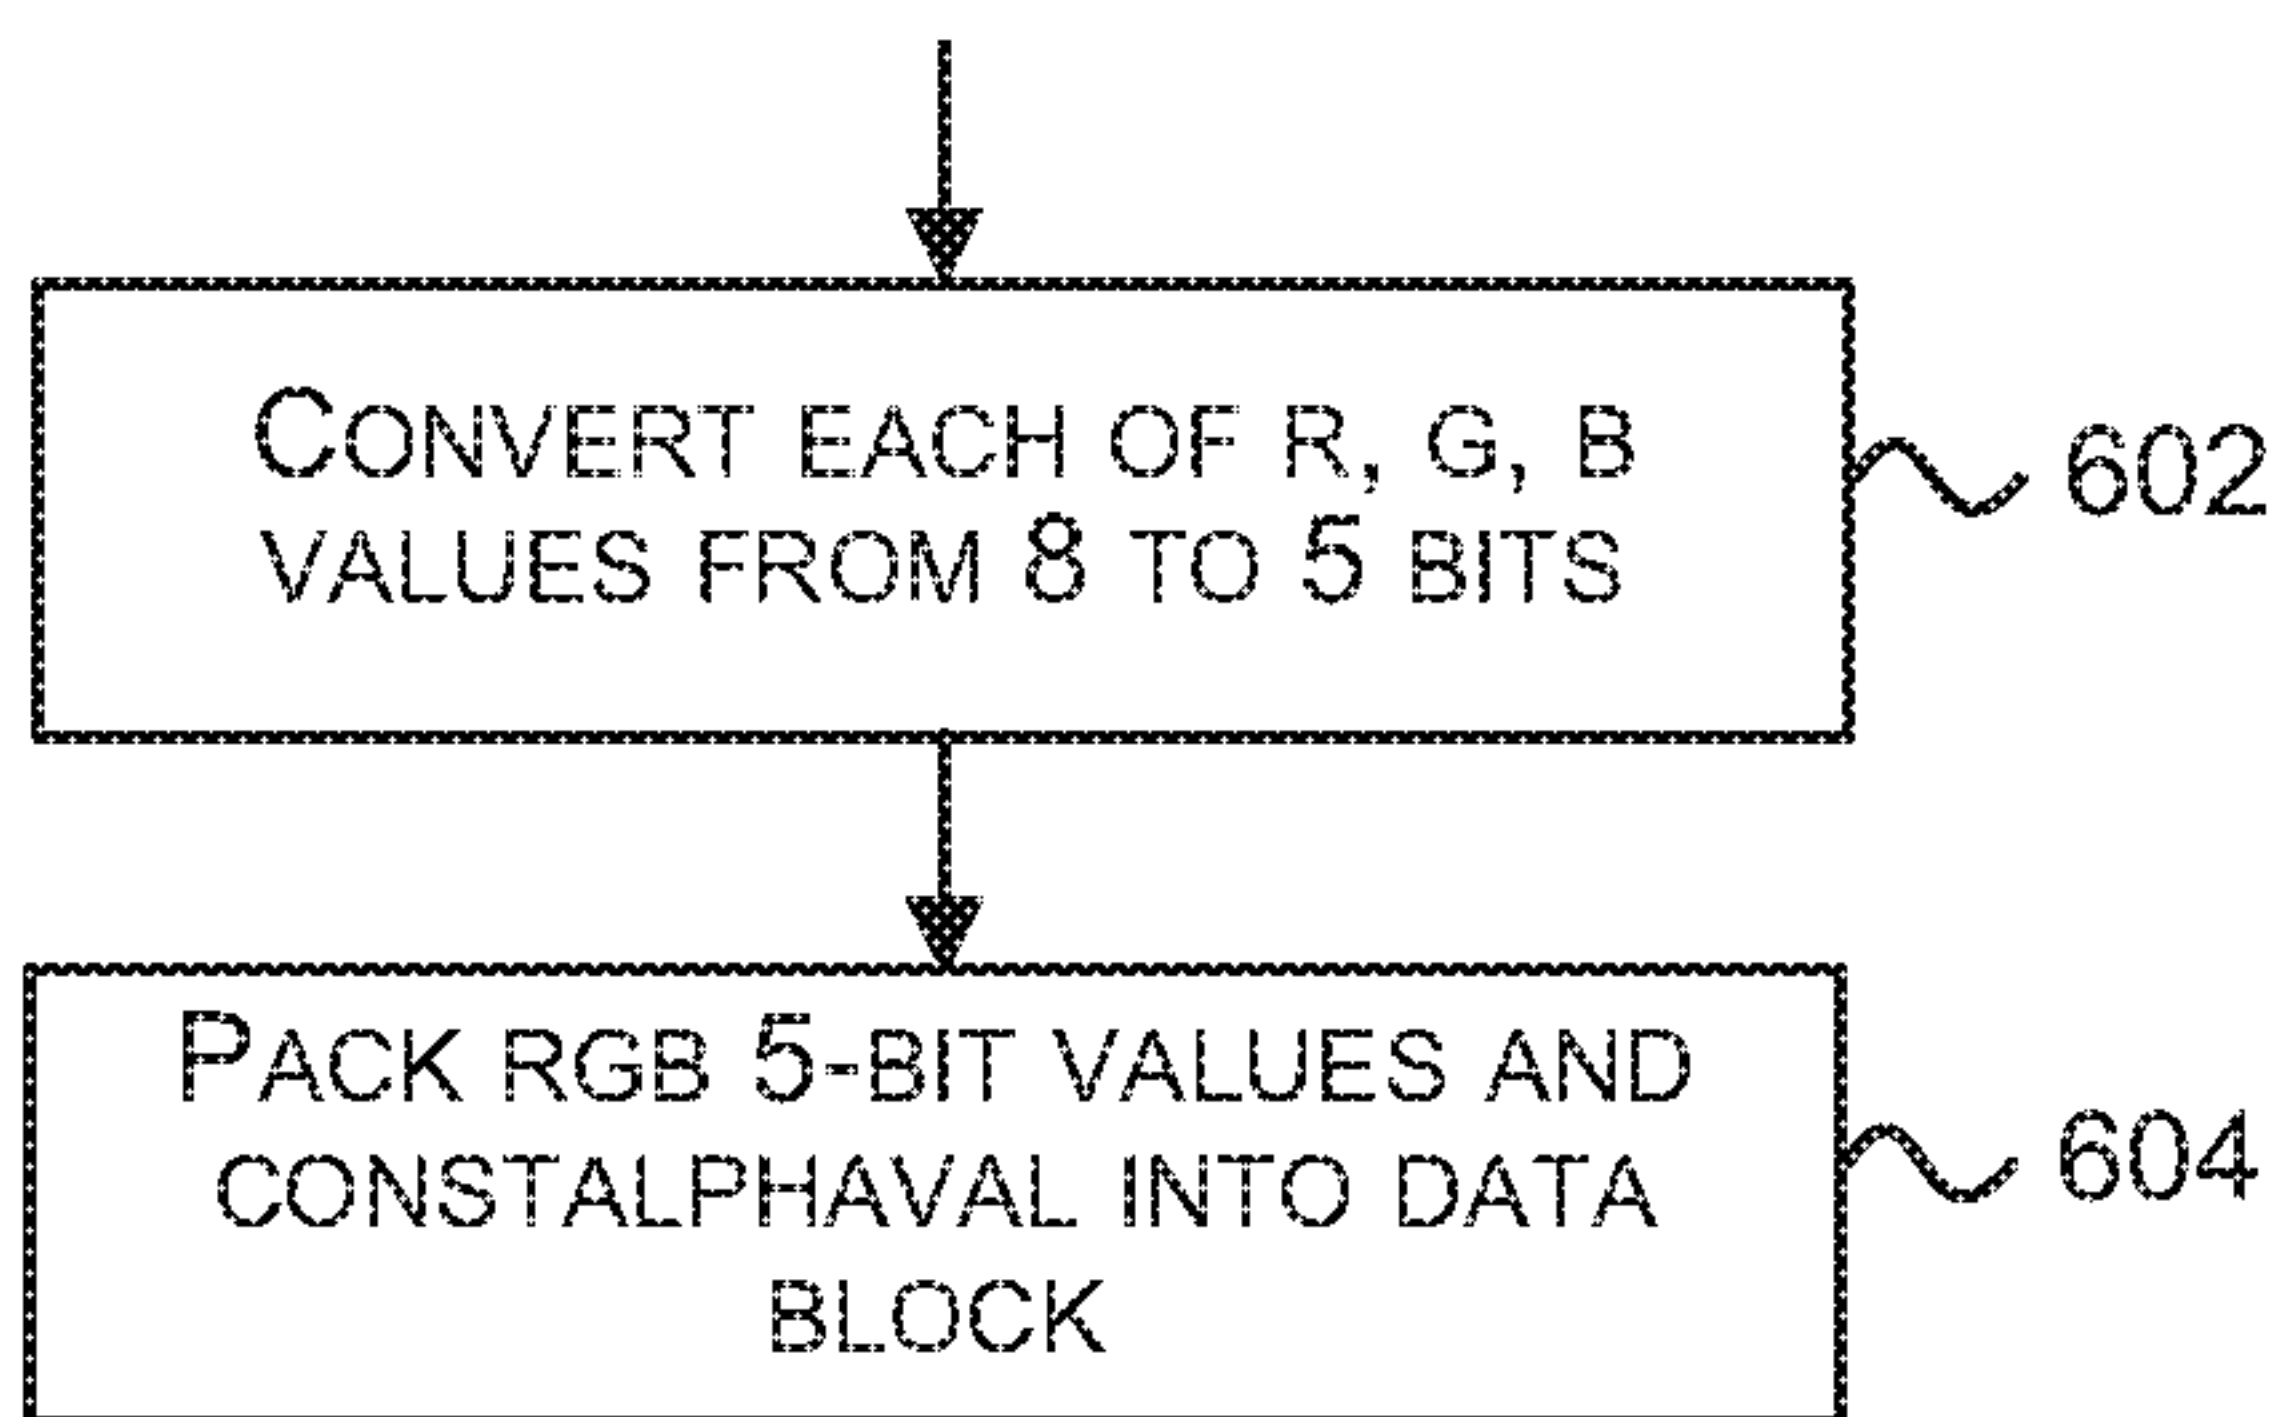 CONVERT EACH OF R, G, B
VALUES FROM 8 TO 5 BITS
602
PACK RGB 5-BIT VALUES AND
CONSTALPHAVAL INTO DATA
BLOCK
604